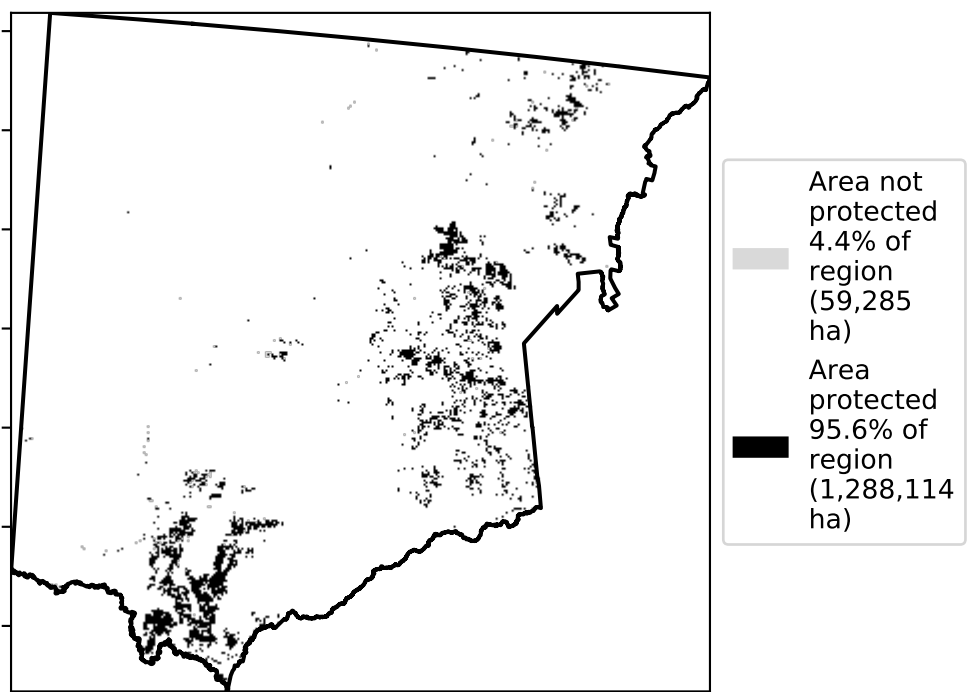 Area not
protected
4.4% of
region
(59,285
ha)
Area
protected
95.6% of
region
(1,288,114
ha)